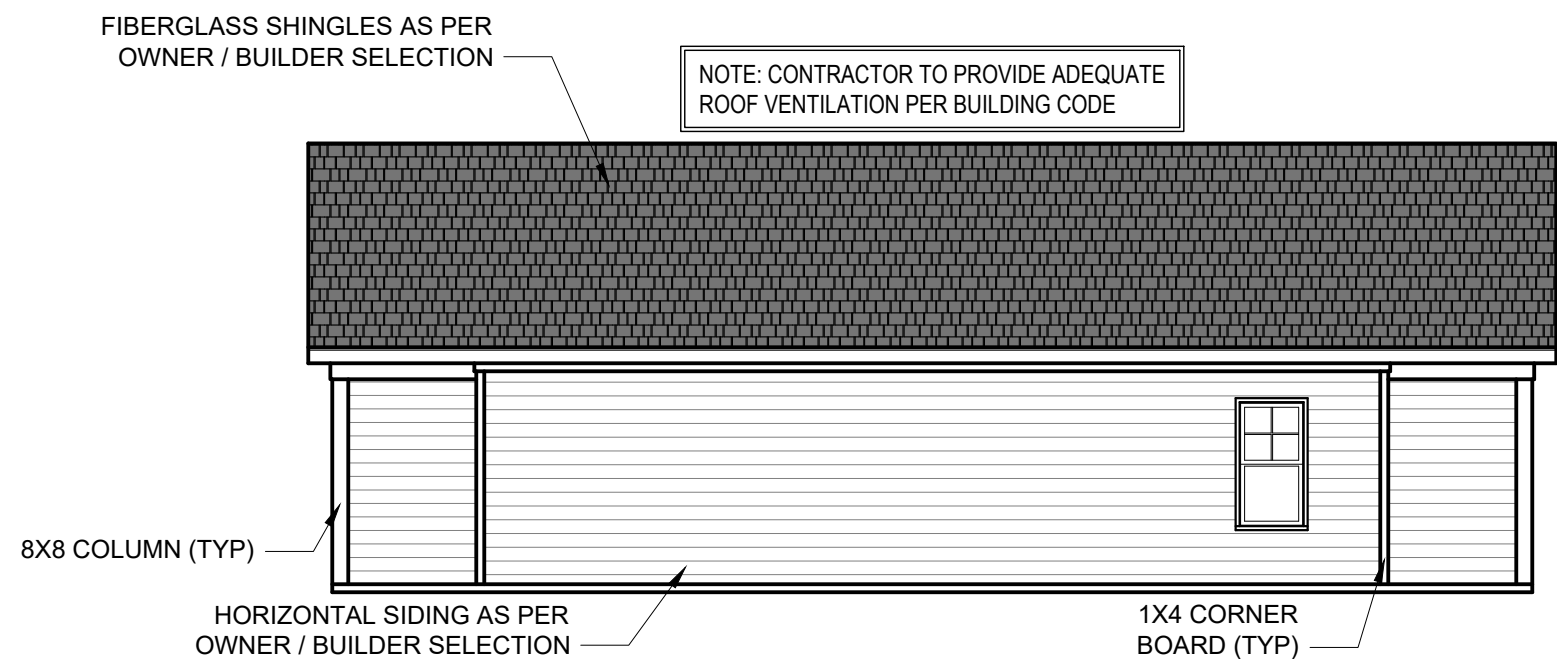 FIBERGLASS SHINGLES AS PER
OWNER / BUILDER SELECTION
NOTE: CONTRACTOR TO PROVIDE ADEQUATE
ROOF VENTILATION PER BUILDING CODE
8X8 COLUMN (TYP)
HORIZONTAL SIDING AS PER
OWNER / BUILDER SELECTION
1X4 CORNER
BOARD (TYP)